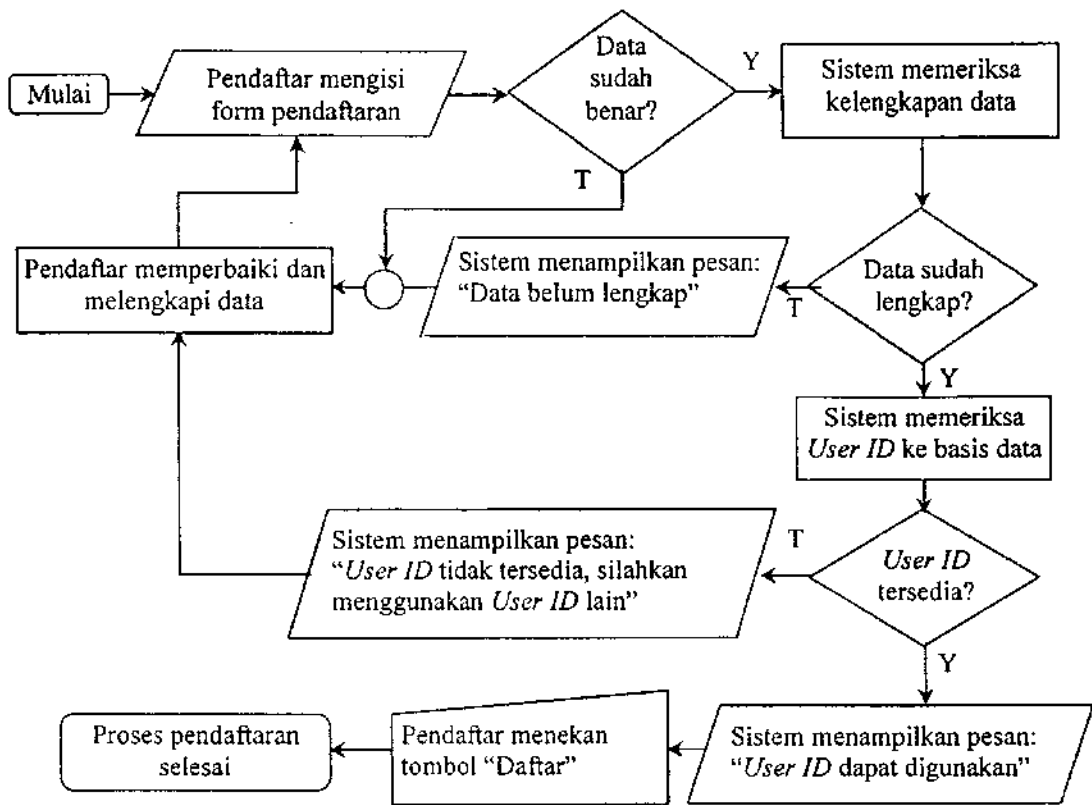 Mulai
Pendaftar mengisi
form pendaftaran
Data
sudah
benar?
Y
Sistem memeriksa
kelengkapan data
T
Pendaftar memperbaiki dan
melengkapi data
Sistem menampilkan pesan:
“Data belum lengkap”
T
Data sudah
lengkap?
Y
Sistem memeriksa
User ID ke basis data
Sistem menampilkan pesan:
“User ID tidak tersedia, silahkan
menggunakan User ID lain”
T
User ID
tersedia?
Y
Proses pendaftaran
selesai
Pendaftar menekan
tombol “Daftar”
Sistem menampilkan pesan:
“User ID dapat digunakan”